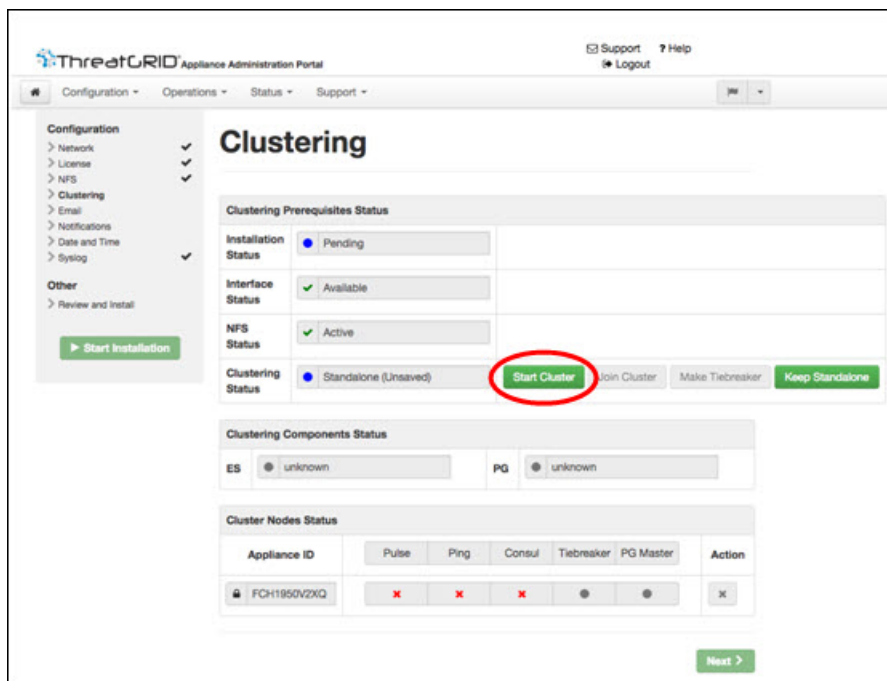 Support ? Help
ThreatGRID Appliance Administration Portal
Logout
Configuration Operations Status Support
Configuration
Network
License
NFS
Clustering
Email
Notifications
Date and Time
Syslog
Other
Review and Install
Start Installation
Clustering
Clustering Prerequisites Status
Installation Status
Pending
Interface Status
Available
NFS Status
Active
Clustering Status
Standalone (Unsaved) Start Cluster Join Cluster Make Tiebreaker Keep Standalone
Clustering Components Status
ES unknown PG unknown
Cluster Nodes Status
Appliance ID Pulse Ping Consul Tiebreaker PG Master Action
FCH1950V2XQ
Next